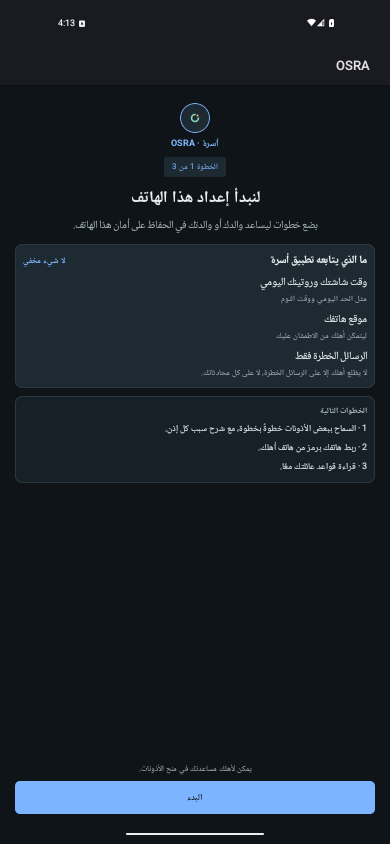 4:13
OSRA
أسرة · OSRA
الخطوة 1 من 3
لنبدأ إعداد هذا الهاتف
بضع خطوات ليساعد والدك أو والدتك في الحفاظ على أمان هذا الهاتف.
ما الذي يتابعه تطبيق أسرة
لا شيء مخفي
وقت شاشتك وروتينك اليومي
مثل الحد اليومي ووقت النوم
موقع هاتفك
ليتمكّن أهلك من الاطمئنان عليك
الرسائل الخطرة فقط
لا يطّلع أهلك إلا على الرسائل الخطرة، لا على كل محادثاتك.
الخطوات التالية
1 · السماح ببعض الأذونات خطوةً بخطوة، مع شرح سبب كل إذن.
2 · ربط هاتفك برمز من هاتف أهلك.
3 · قراءة قواعد عائلتك معًا.
يمكن لأهلك مساعدتك في منح الأذونات.
البدء